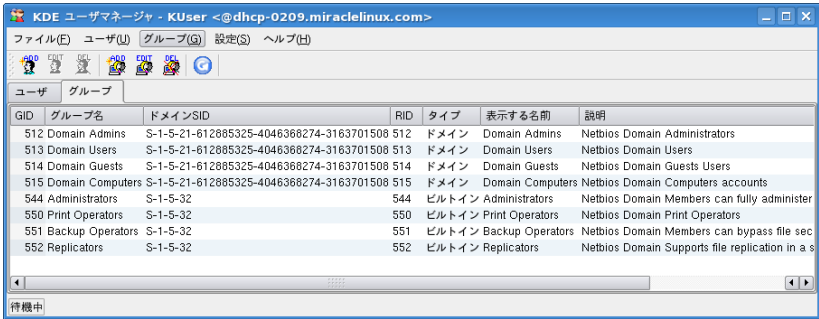 KDE ユーザマネージャ - KUser <@dhcp-0209.miraclelinux.com>
ファイル(F) ユーザ(U) グループ(G) 設定(S) ヘルプ(H)
ADD EDIT DEL ADD EDIT DEL G
ユーザ グループ
GID グループ名 ドメインSID RID タイプ 表示する名前 説明
512 Domain Admins S-1-5-21-612885325-4046368274-3163701508 512 ドメイン Domain Admins Netbios Domain Administrators
513 Domain Users S-1-5-21-612885325-4046368274-3163701508 513 ドメイン Domain Users Netbios Domain Users
514 Domain Guests S-1-5-21-612885325-4046368274-3163701508 514 ドメイン Domain Guests Netbios Domain Guests Users
515 Domain Computers S-1-5-21-612885325-4046368274-3163701508 515 ドメイン Domain Computers Netbios Domain Computers accounts
544 Administrators S-1-5-32 544 ビルトイン Administrators Netbios Domain Members can fully administer
550 Print Operators S-1-5-32 550 ビルトイン Print Operators Netbios Domain Print Operators
551 Backup Operators S-1-5-32 551 ビルトイン Backup Operators Netbios Domain Members can bypass file sec
552 Replicators S-1-5-32 552 ビルトイン Replicators Netbios Domain Supports file replication in a s
待機中